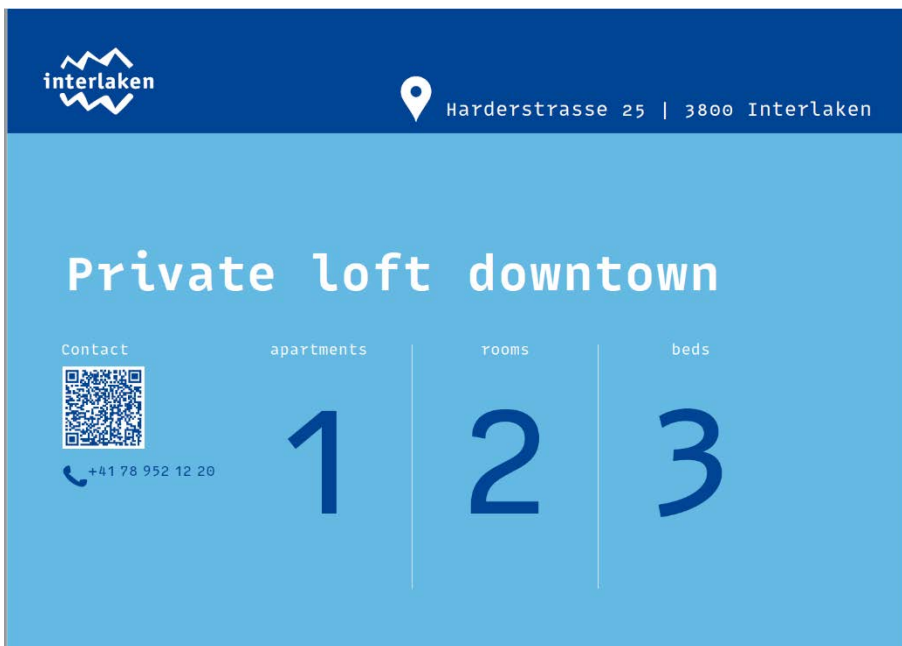 interlaken
Harderstrasse 25 | 3800 Interlaken
Private loft downtown
Contact
+41 78 952 12 20
apartments
1
rooms
2
beds
3